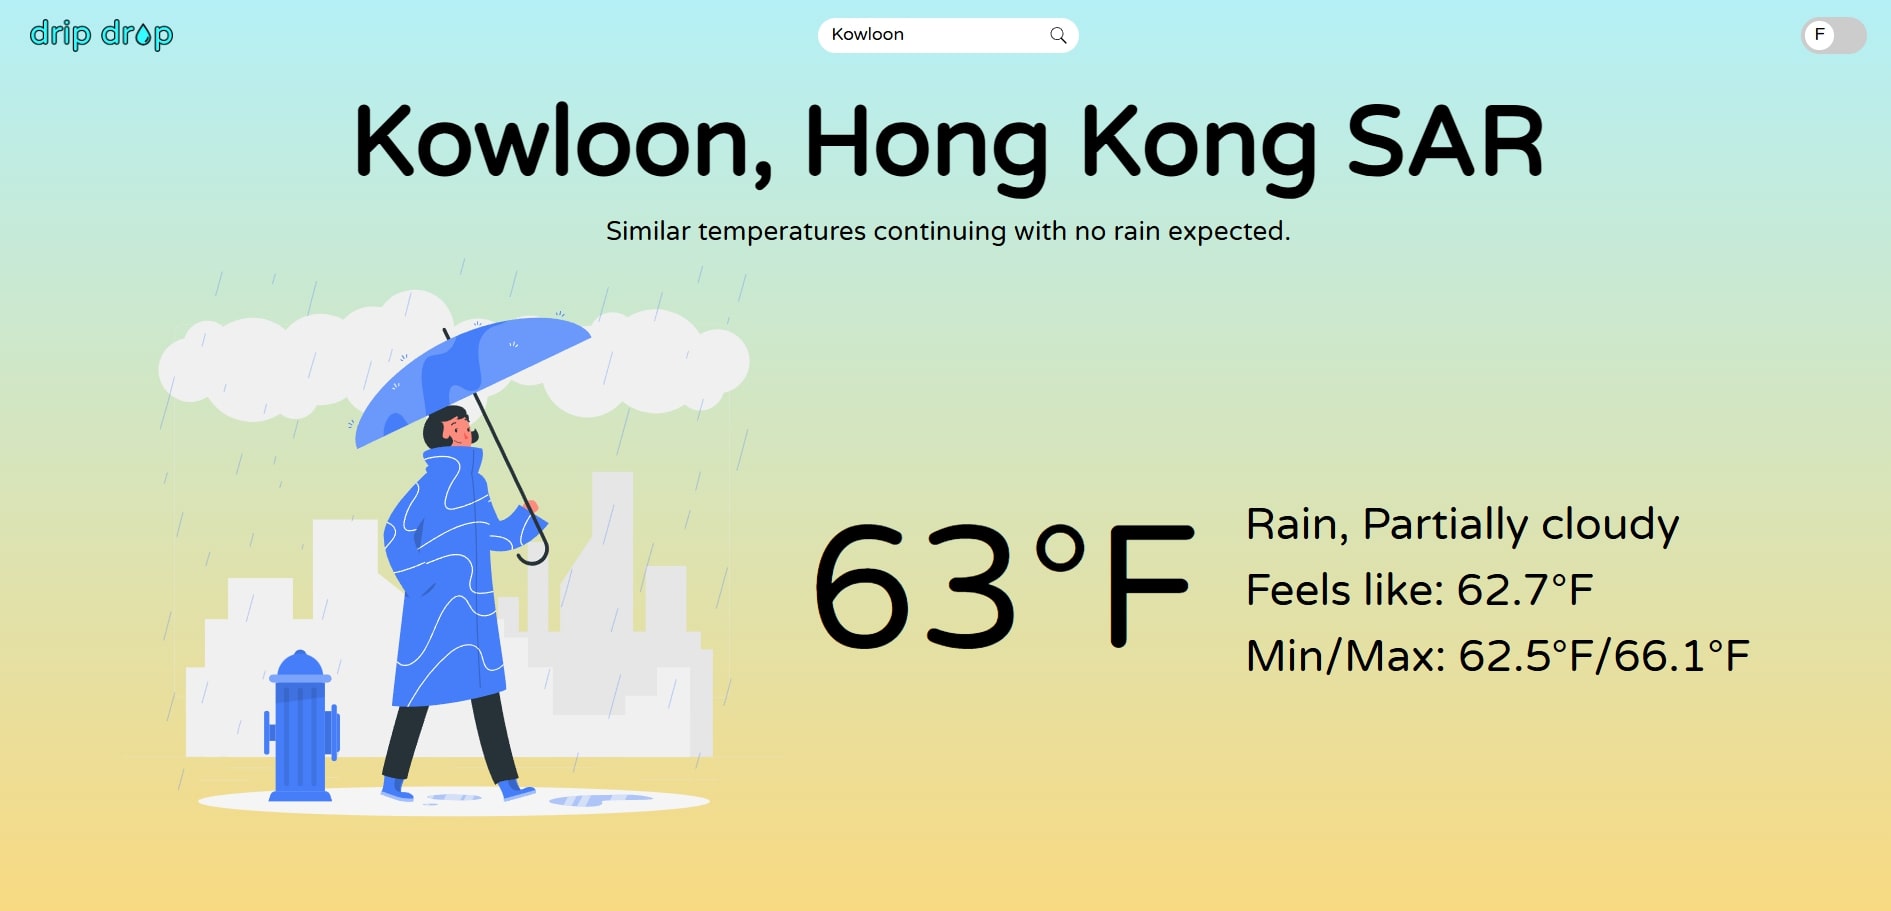 drip drop
Kowloon
F
Kowloon, Hong Kong SAR
Similar temperatures continuing with no rain expected.
63°F
Rain, Partially cloudy
Feels like: 62.7°F
Min/Max: 62.5°F/66.1°F